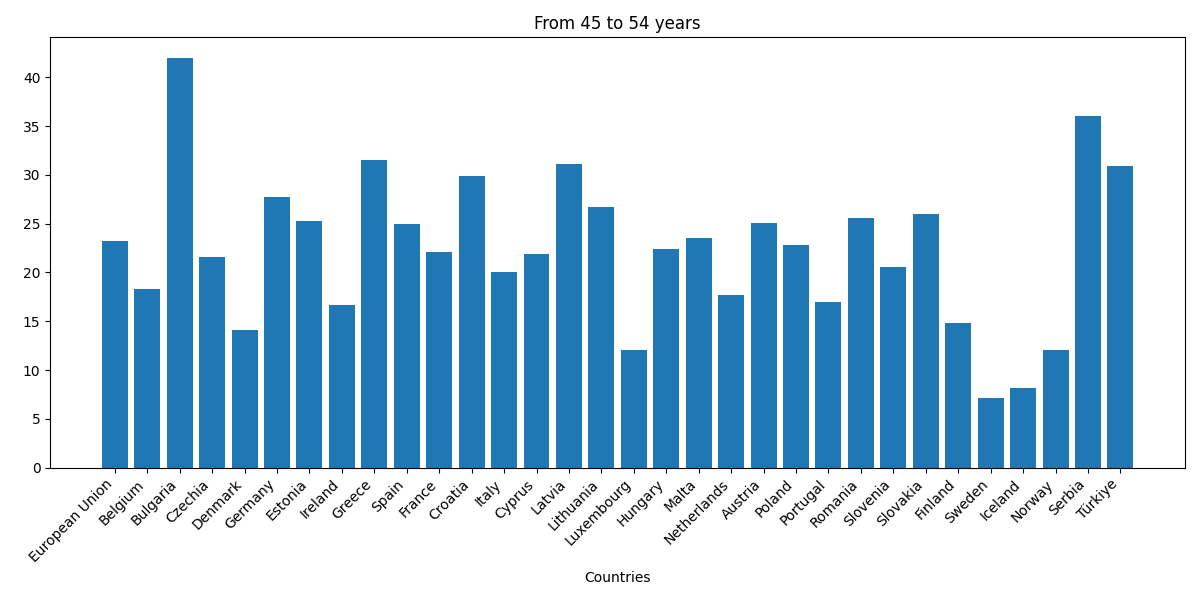 From 45 to 54 years
40
35
30
25
20
15
10
5
0
European Union
Belgium
Bulgaria
Czechia
Denmark
Germany
Estonia
Ireland
Greece
Spain
France
Croatia
Italy
Cyprus
Latvia
Lithuania
Luxembourg
Hungary
Malta
Netherlands
Austria
Poland
Portugal
Romania
Slovenia
Slovakia
Finland
Sweden
Iceland
Norway
Serbia
Türkiye
Countries